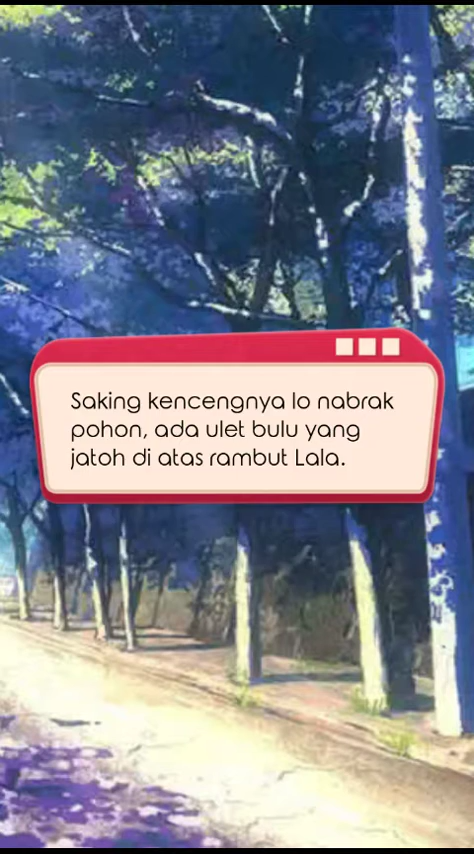 Saking kencengnya lo nabrak
pohon, ada ulet bulu yang
jatoh di atas rambut Lala.